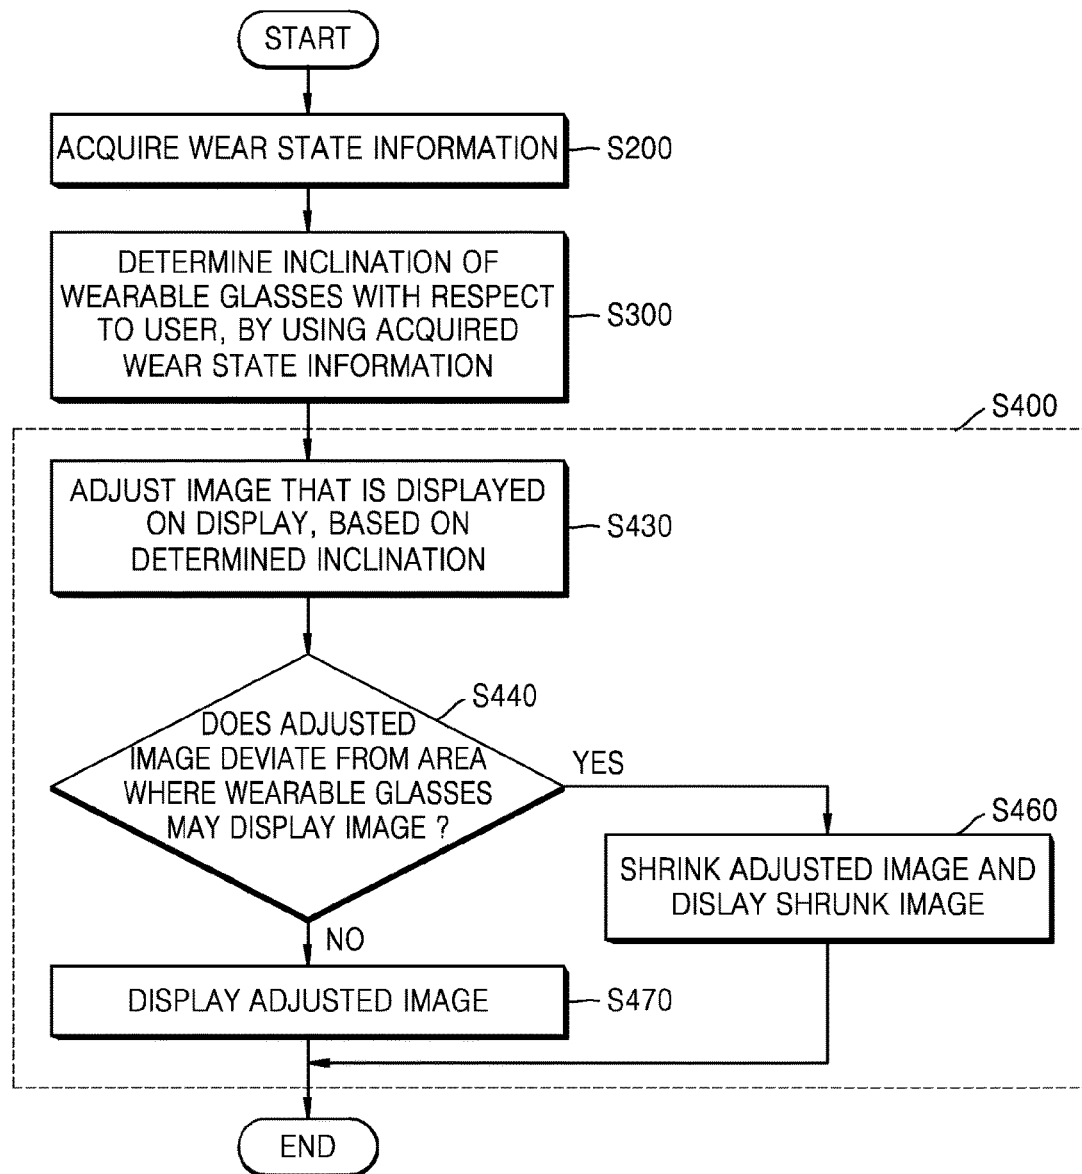 START
ACQUIRE WEAR STATE INFORMATION
S200
DETERMINE INCLINATION OF
WEARABLE GLASSES WITH RESPECT
TO USER, BY USING ACQUIRED
WEAR STATE INFORMATION
S300
S400
ADJUST IMAGE THAT IS DISPLAYED
ON DISPLAY, BASED ON
DETERMINED INCLINATION
S430
S440
DOES ADJUSTED
IMAGE DEVIATE FROM AREA
WHERE WEARABLE GLASSES
MAY DISPLAY IMAGE ?
YES
S460
SHRINK ADJUSTED IMAGE AND
DISLAY SHRUNK IMAGE
NO
DISPLAY ADJUSTED IMAGE
S470
END